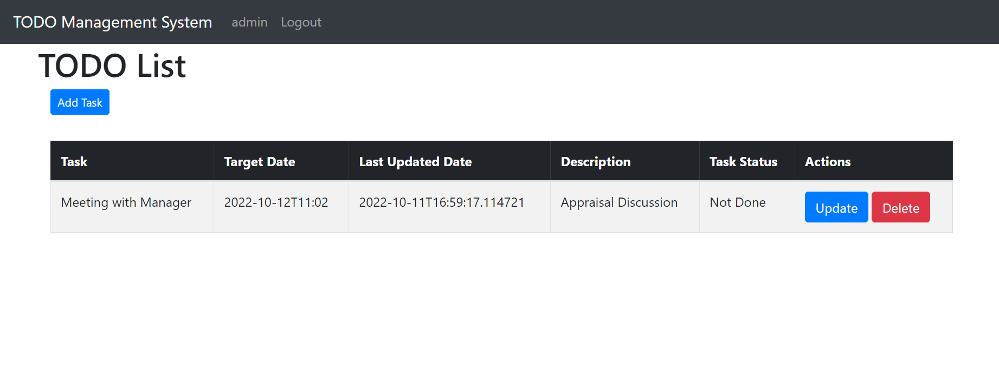 TODO Management System admin Logout
TODO List
Add Task
Task Target Date Last Updated Date Description Task Status Actions
Meeting with Manager 2022-10-12T11:02 2022-10-11T16:59:17.114721 Appraisal Discussion Not Done Update Delete